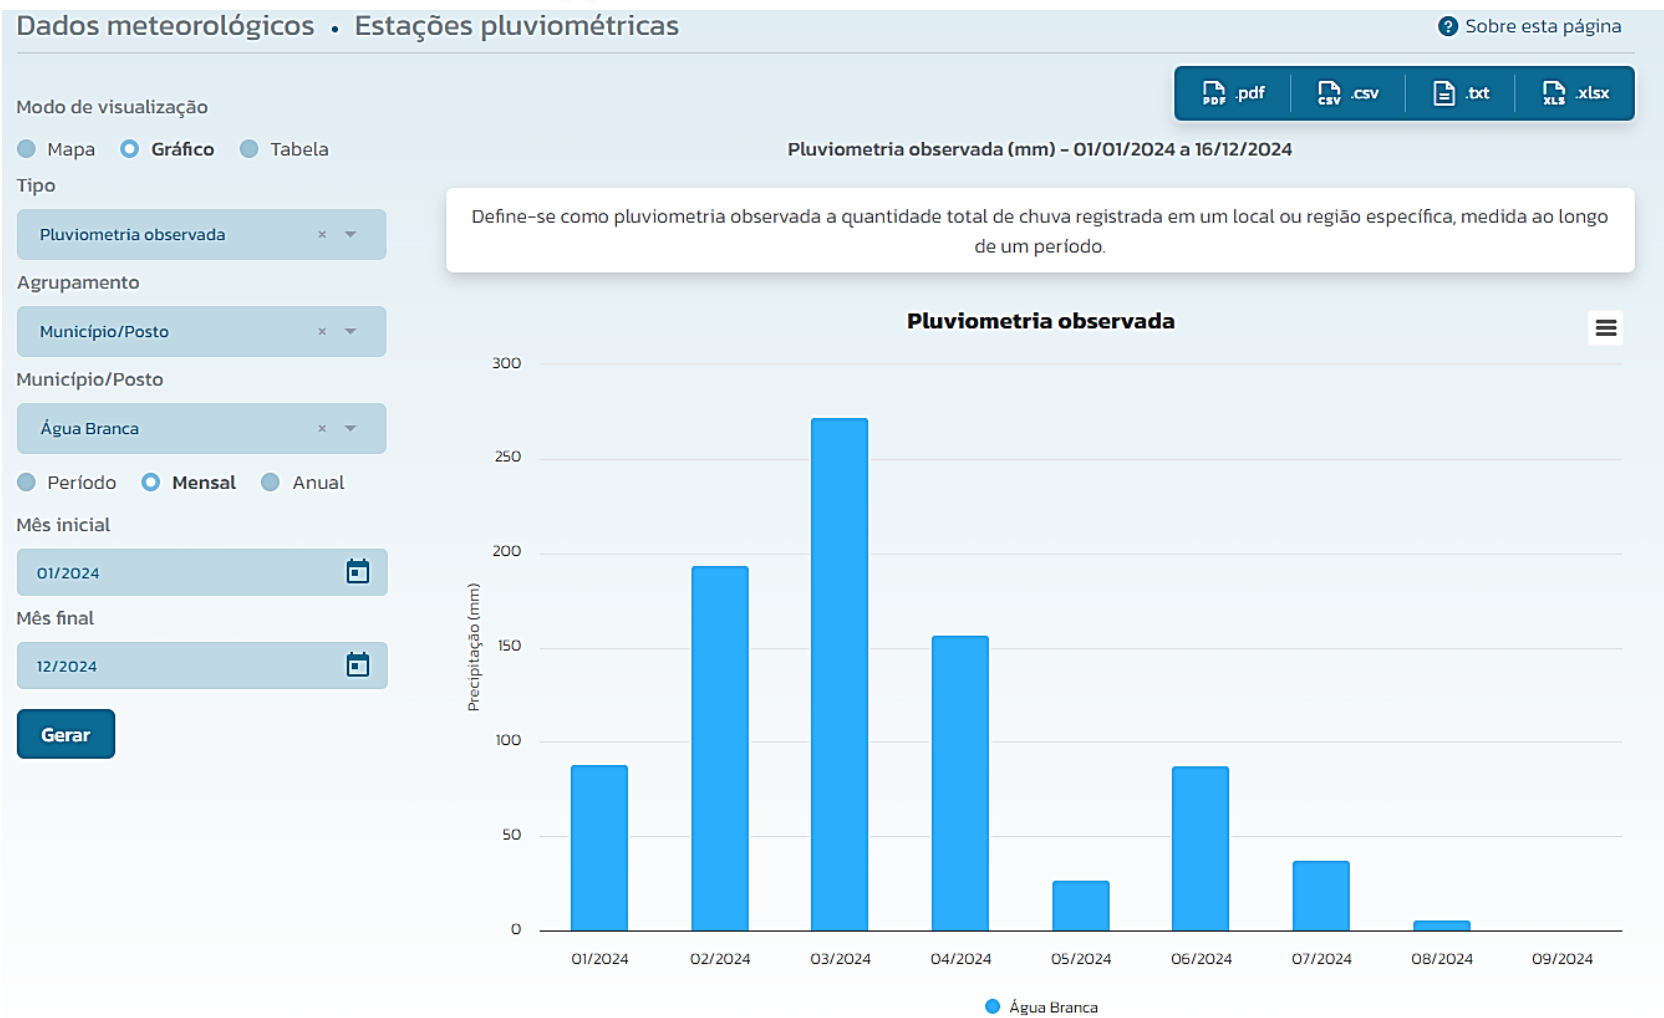 Dados meteorológicos • Estações pluviométricas
Sobre esta página
PDF .pdf
CSV .csv
.txt
XLS .xlsx
Modo de visualização
Mapa Gráfico Tabela
Tipo
Pluviometria observada
Agrupamento
Município/Posto
Município/Posto
Água Branca
Período Mensal Anual
Mês inicial
01/2024
Mês final
12/2024
Gerar
Pluviometria observada (mm) - 01/01/2024 a 16/12/2024
Define-se como pluviometria observada a quantidade total de chuva registrada em um local ou região específica, medida ao longo
de um período.
Pluviometria observada
Precipitação (mm)
300
250
200
150
100
50
0
01/2024 02/2024 03/2024 04/2024 05/2024 06/2024 07/2024 08/2024 09/2024
Água Branca